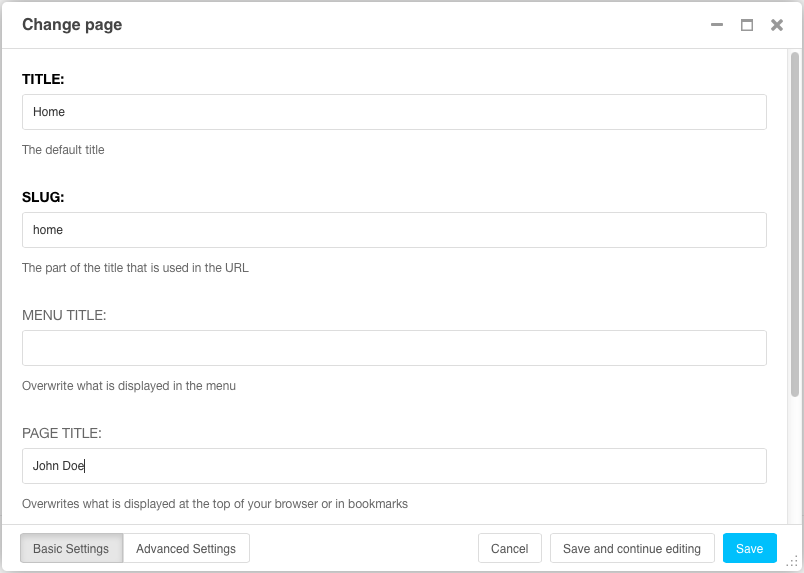 Change page
TITLE:
Home
The default title
SLUG:
home
The part of the title that is used in the URL
MENU TITLE:
Overwrite what is displayed in the menu
PAGE TITLE:
John Doe
Overwrites what is displayed at the top of your browser or in bookmarks
Basic Settings Advanced Settings Cancel Save and continue editing Save